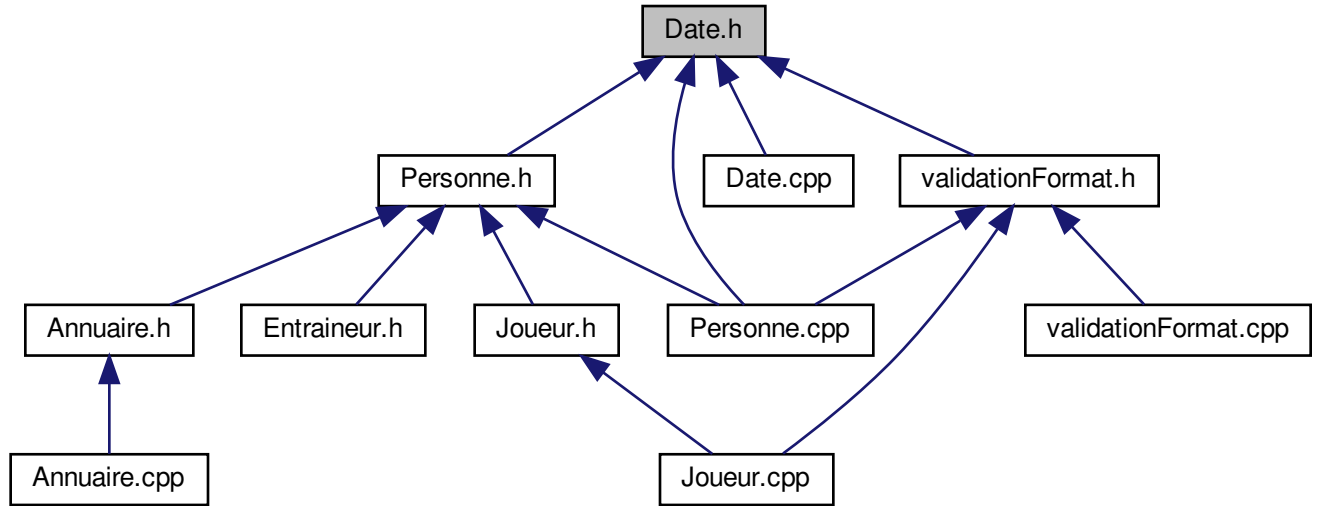 Date.h
Personne.h
Date.cpp
validationFormat.h
Annuaire.h
Entraineur.h
Joueur.h
Personne.cpp
validationFormat.cpp
Annuaire.cpp
Joueur.cpp